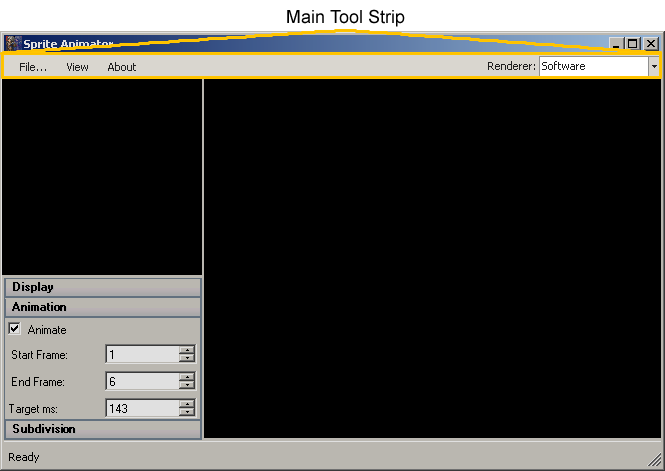 Main Tool Strip
Sprite Animator
File... View About Renderer: Software
Display
Animation
Animate
Start Frame: 1
End Frame: 6
Target ms: 143
Subdivision
Ready